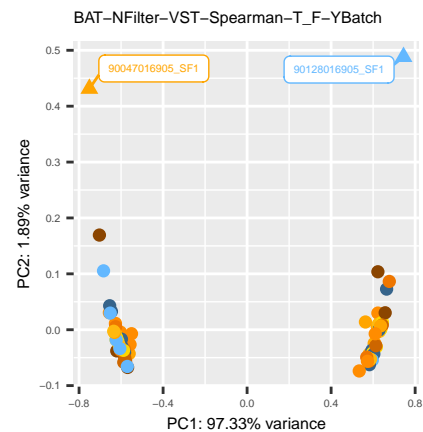 BAT−NFilter−VST−Spearman−T_F−YBatch
0.5
0.4
0.3
0.2
0.1
0.0
−0.1
PC2: 1.89% variance
90047016905_SF1
90128016905_SF1
−0.8
−0.4
0.0
0.4
0.8
PC1: 97.33% variance